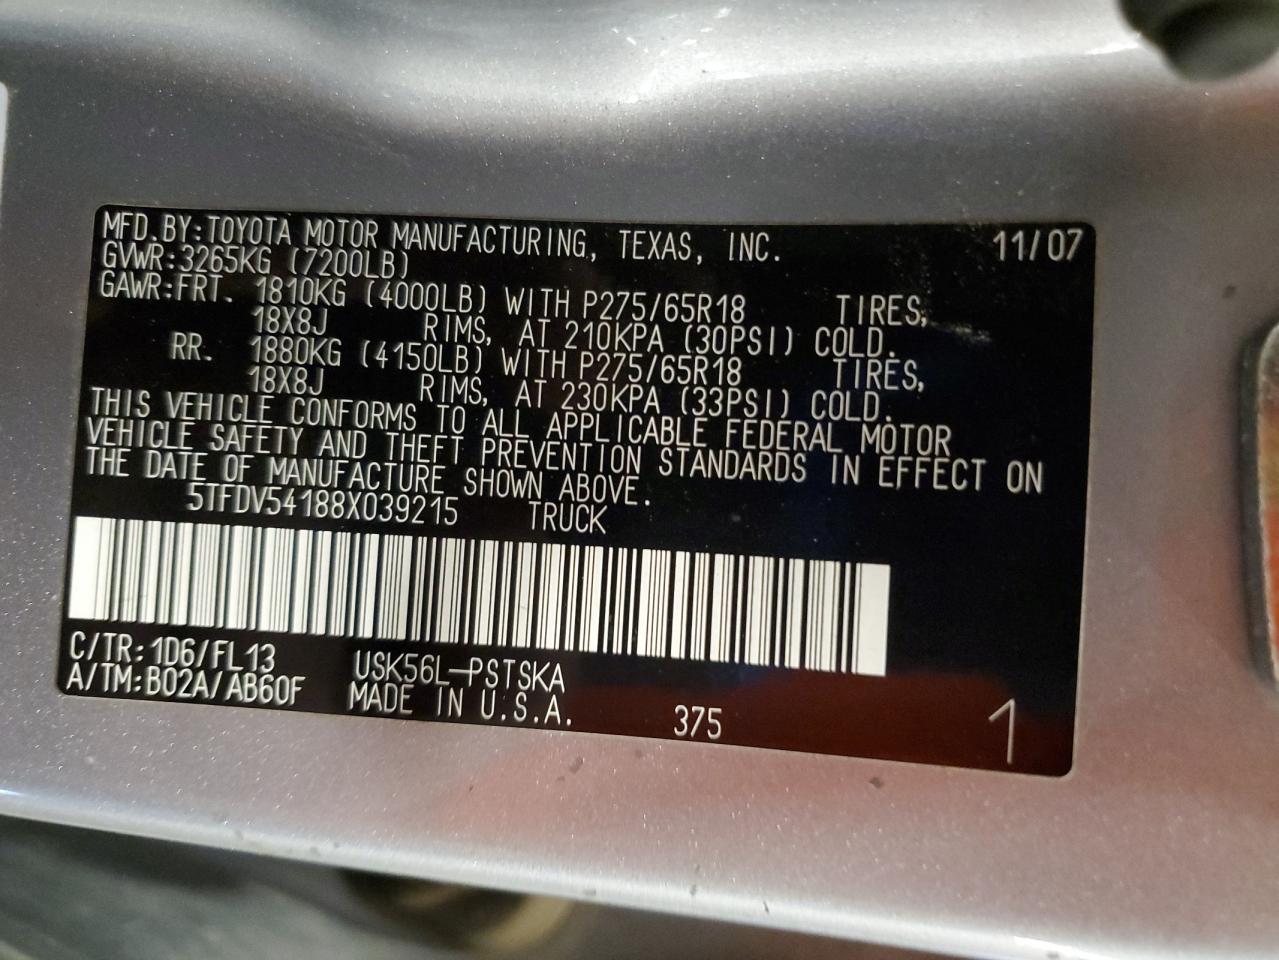 MFD.BY:TOYOTA MOTOR MANUFACTURING, TEXAS, INC. 11/07
GVWR:3265KG (7200LB)
GAWR:FRT. 1810KG (4000LB) WITH P275/65R18 TIRES,
18X8J RIMS, AT 210KPA (30PSI) COLD.
RR. 1880KG (4150LB) WITH P275/65R18 TIRES,
18X8J RIMS, AT 230KPA (33PSI) COLD.
THIS VEHICLE CONFORMS TO ALL APPLICABLE FEDERAL MOTOR
VEHICLE SAFETY AND THEFT PREVENTION STANDARDS IN EFFECT ON
THE DATE OF MANUFACTURE SHOWN ABOVE.
5TFDV54188X039215 TRUCK
C/TR:1D6/FL13 USK56L-PSTSKA
A/TM:B02A/AB60F MADE IN U.S.A. 375 1